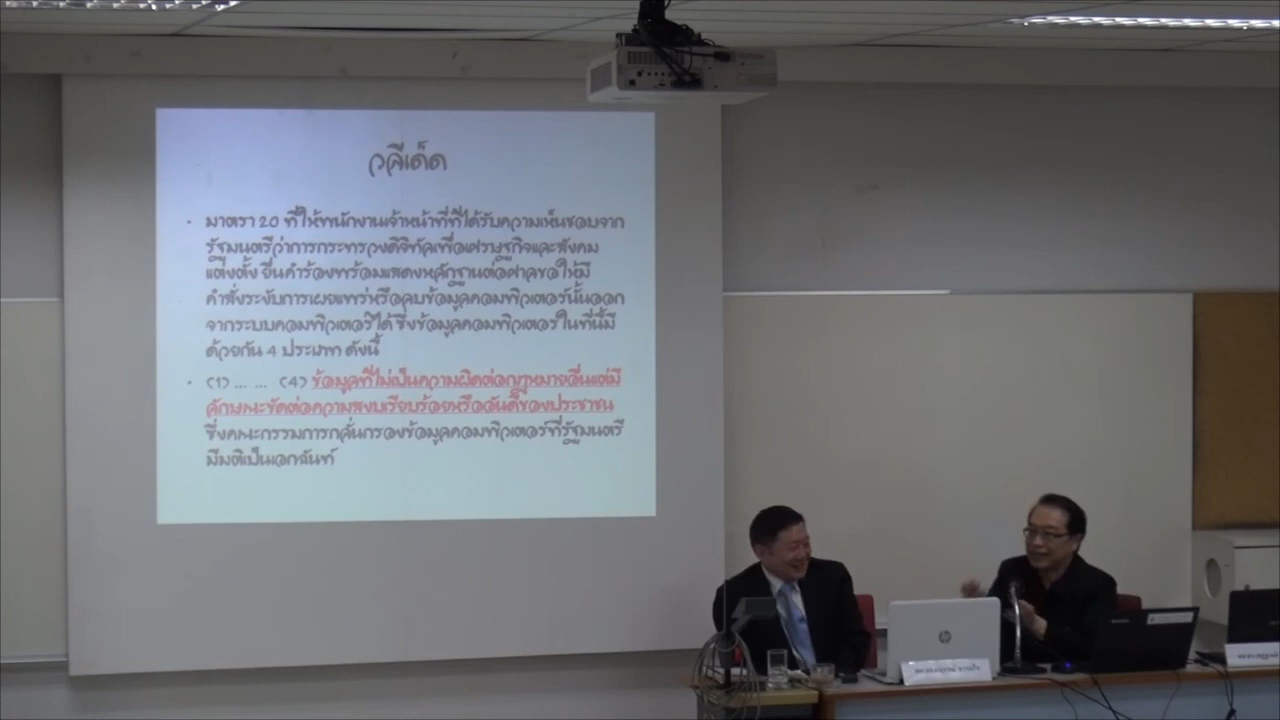 วลีเด็ด
• มาตรา 20 ที่ให้พนักงานเจ้าหน้าที่ที่ได้รับความเห็นชอบจาก
รัฐมนตรีว่าการกระทรวงดิจิทัลเพื่อเศรษฐกิจและสังคม
แต่งตั้ง ยื่นคำร้องพร้อมแสดงหลักฐานต่อศาลขอให้มี
คำสั่งระงับการเผยแพร่หรือลบข้อมูลคอมพิวเตอร์นั้นออก
จากระบบคอมพิวเตอร์ได้ ซึ่งข้อมูลคอมพิวเตอร์ในที่นี้มี
ด้วยกัน 4 ประเภท ดังนี้
• (1) ... ... (4) ข้อมูลที่ไม่เป็นความผิดต่อกฎหมายอื่นแต่มี
ลักษณะขัดต่อความสงบเรียบร้อยหรืออันดีของประชาชน
ซึ่งคณะกรรมการกลั่นกรองข้อมูลคอมพิวเตอร์ที่รัฐมนตรี
มีมติเป็นเอกฉันท์
hp